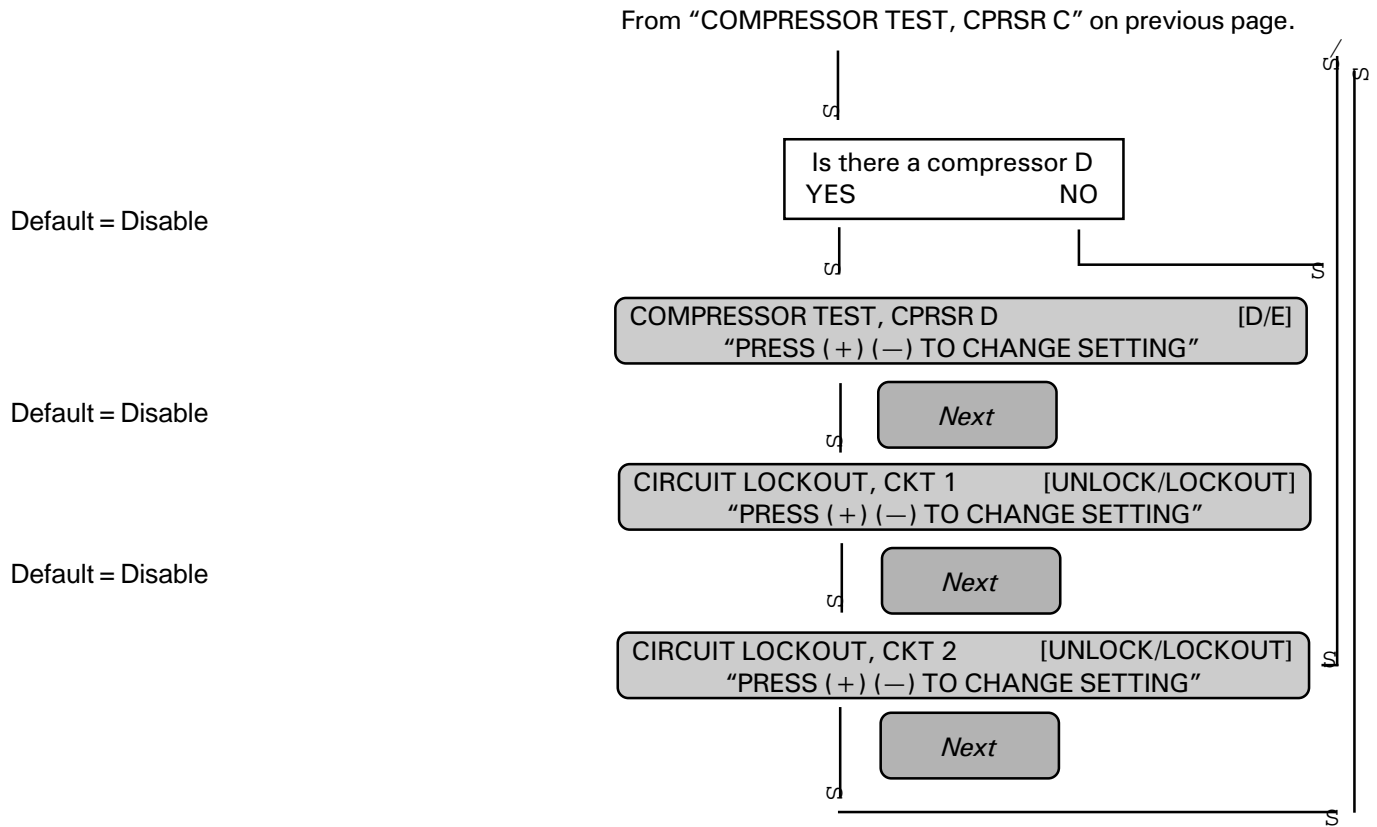 From “COMPRESSOR TEST, CPRSR C” on previous page.
S
S
S
Is there a compressor D
YES NO
Default = Disable
S
S
COMPRESSOR TEST, CPRSR D [D/E]
“PRESS (+) (—) TO CHANGE SETTING”
Default = Disable
Next
S
CIRCUIT LOCKOUT, CKT 1 [UNLOCK/LOCKOUT]
“PRESS (+) (—) TO CHANGE SETTING”
Default = Disable
Next
S
CIRCUIT LOCKOUT, CKT 2 [UNLOCK/LOCKOUT]
“PRESS (+) (—) TO CHANGE SETTING”
S
Next
S
S